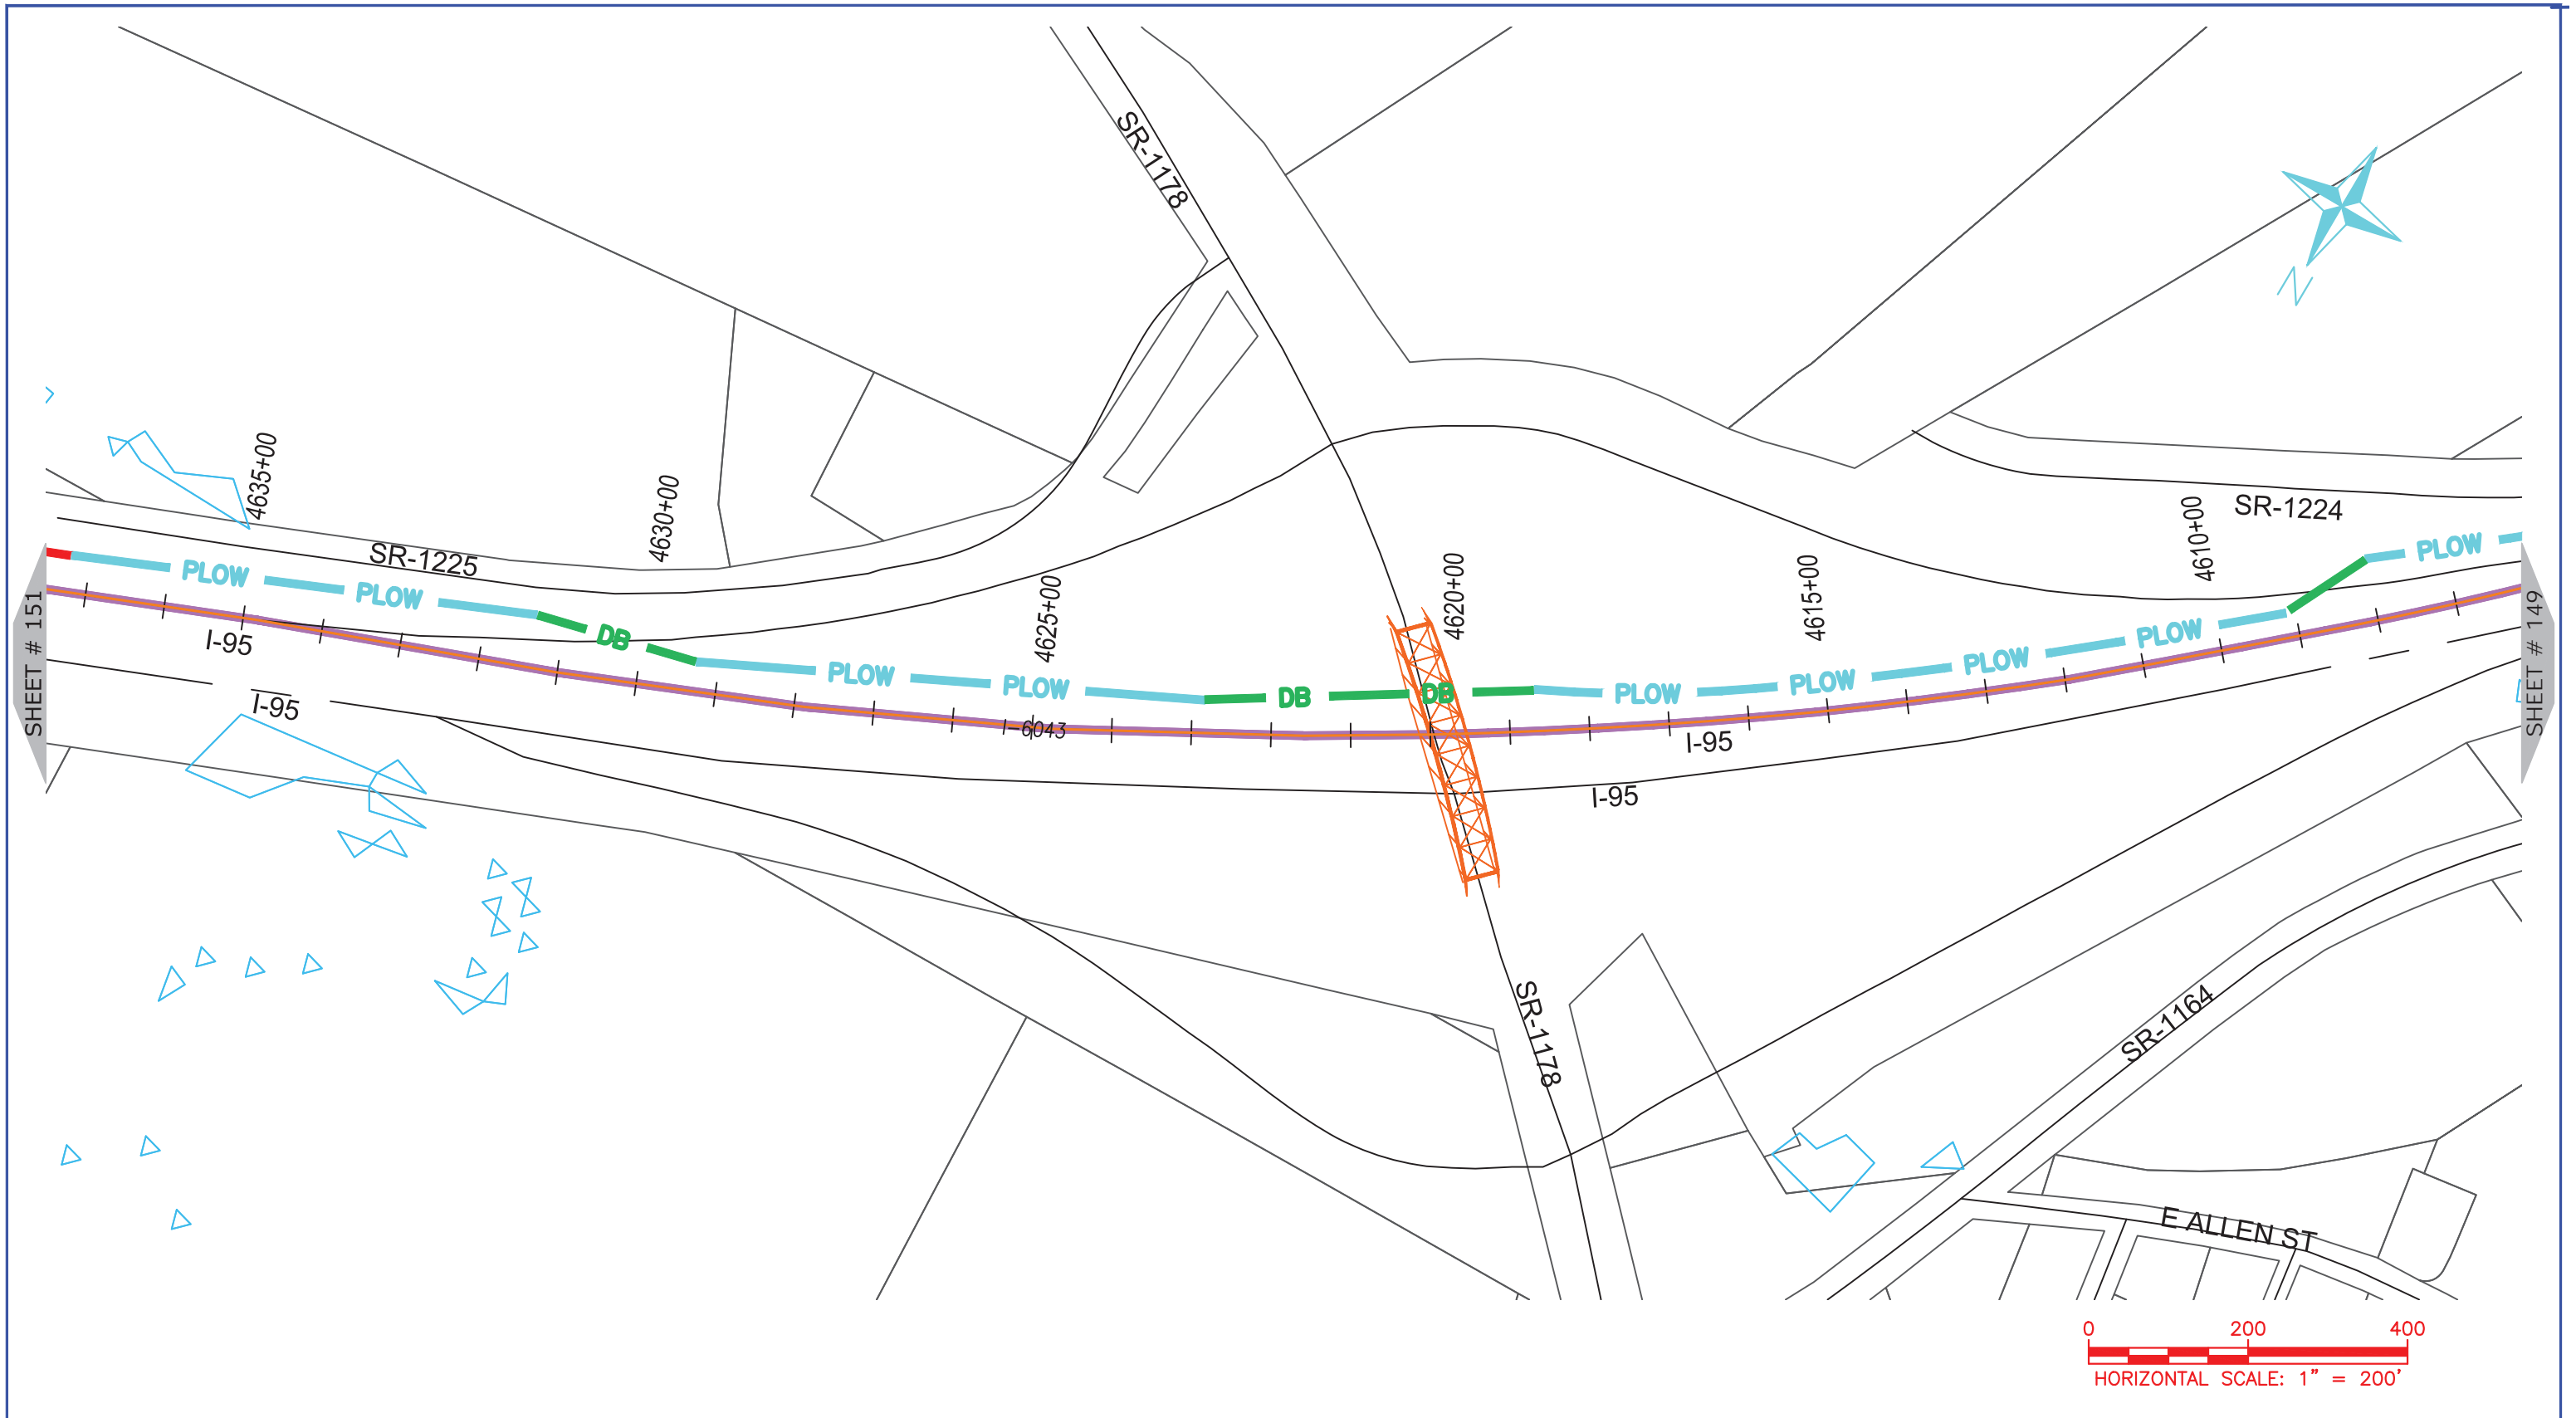 SR-1178
N
4635+00
4630+00
SR-1224
4610+00
PLOW
SR-1225
PLOW
PLOW
4625+00
4620+00
4615+00
SHEET # 151
I-95
DB
PLOW
PLOW
DB
DB
PLOW
PLOW
PLOW
PLOW
SHEET # 149
I-95
I-6043
I-95
I-95
SR-1178
SR-1164
E ALLEN ST
0 200 400
HORIZONTAL SCALE: 1” = 200’